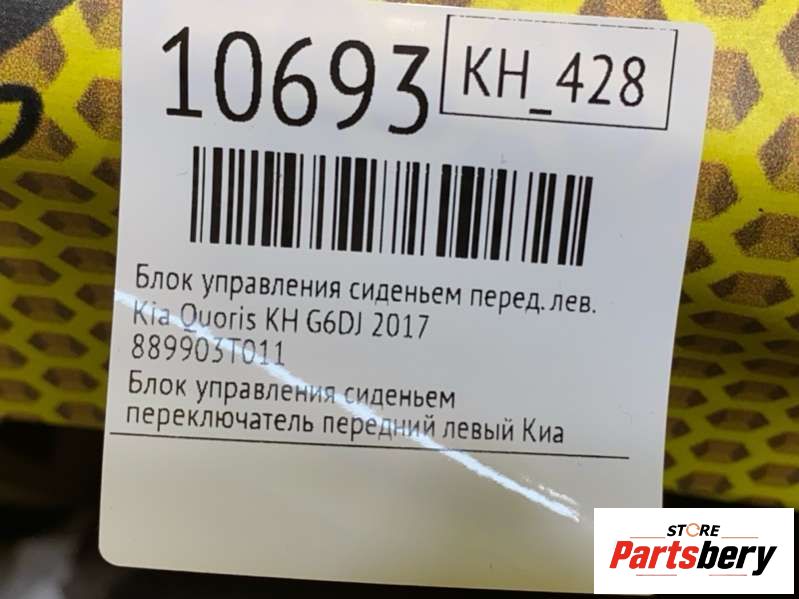 10693
KH_428
Блок управления сиденьем перед. лев.
Kia Quoris KH G6DJ 2017
889903T011
Блок управления сиденьем
переключатель передний левый Киа
STORE
Partsbery